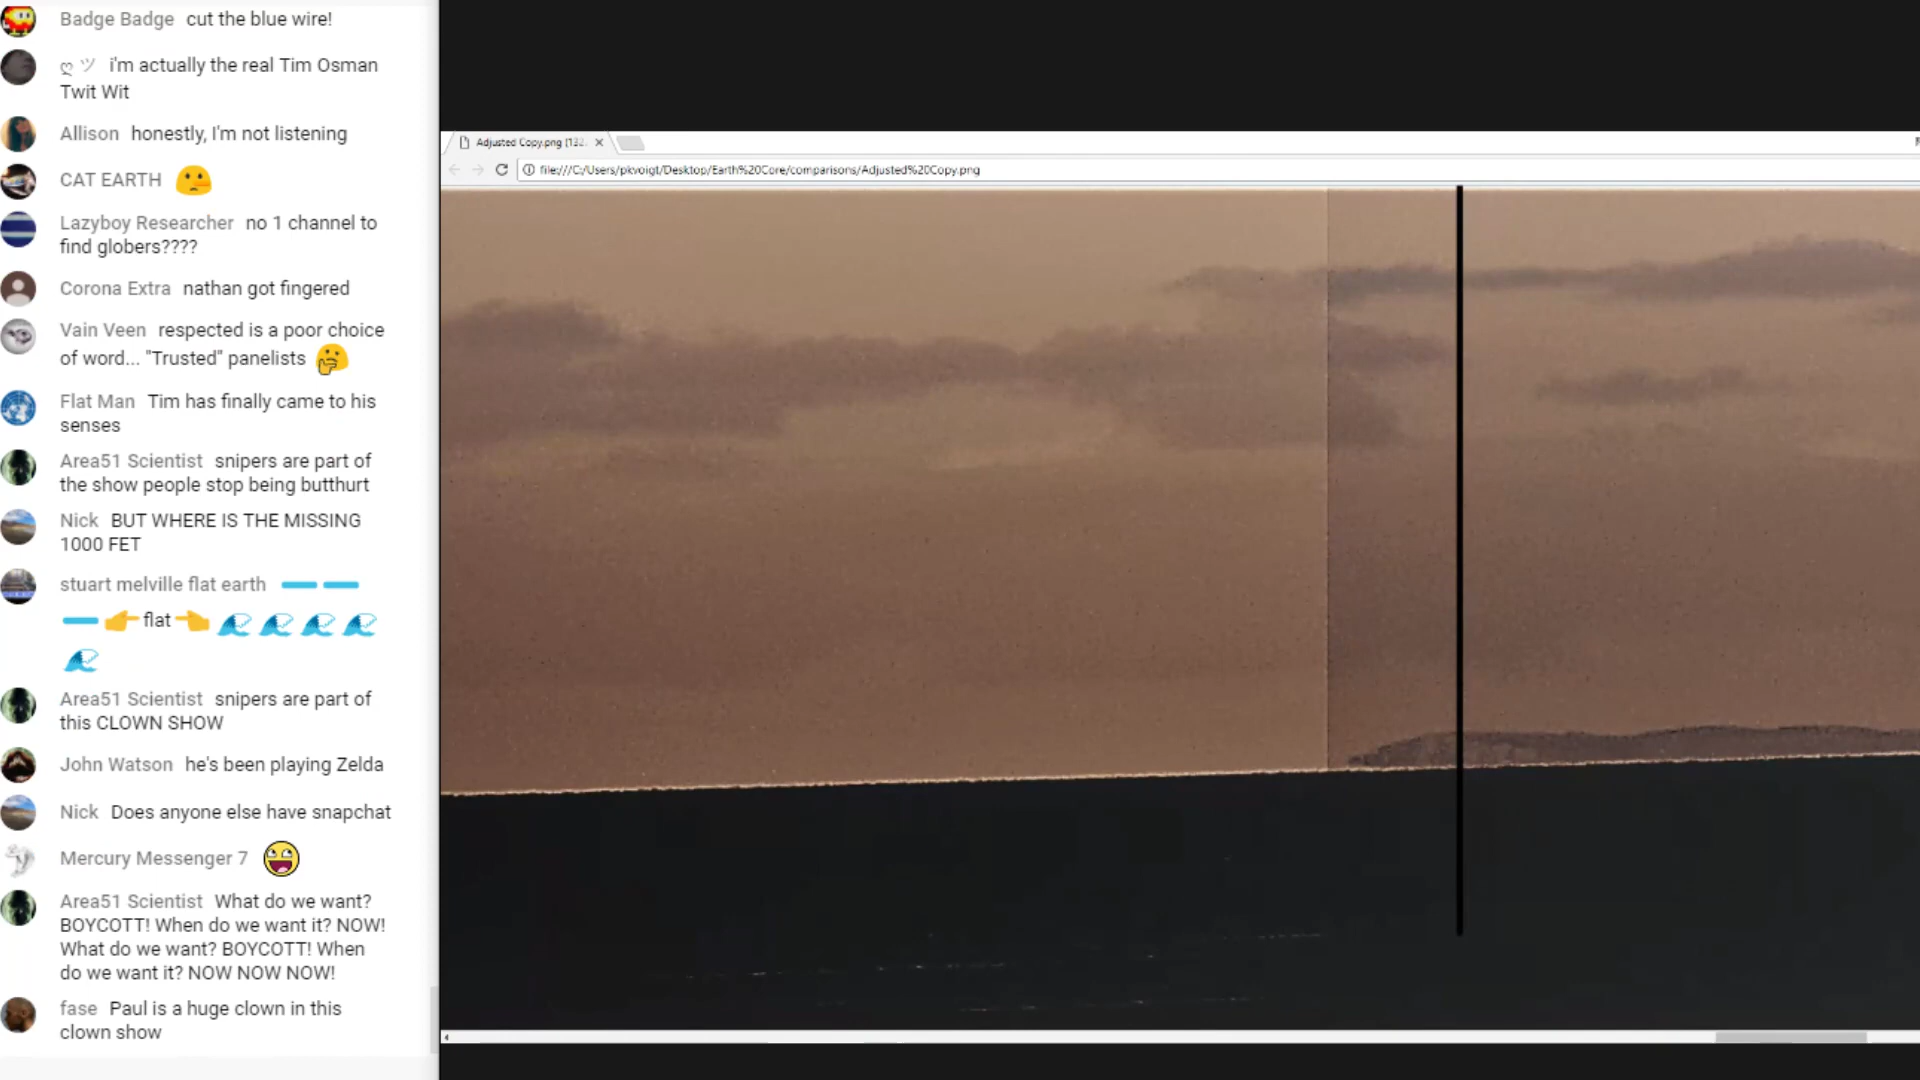 Badge Badge cut the blue wire!
ღ ツ i'm actually the real Tim Osman
Twit Wit
Allison honestly, I'm not listening
CAT EARTH
Lazyboy Researcher no 1 channel to
find globers????
Corona Extra nathan got fingered
Vain Veen respected is a poor choice
of word... "Trusted" panelists
Flat Man Tim has finally came to his
senses
Area51 Scientist snipers are part of
the show people stop being butthurt
Nick BUT WHERE IS THE MISSING
1000 FET
stuart melville flat earth
flat
Area51 Scientist snipers are part of
this CLOWN SHOW
John Watson he's been playing Zelda
Nick Does anyone else have snapchat
Mercury Messenger 7
Area51 Scientist What do we want?
BOYCOTT! When do we want it? NOW!
What do we want? BOYCOTT! When
do we want it? NOW NOW NOW!
fase Paul is a huge clown in this
clown show
Adjusted Copy.png (132
file:///C:/Users/pkvoigt/Desktop/Earth%20Core/comparisons/Adjusted%20Copy.png